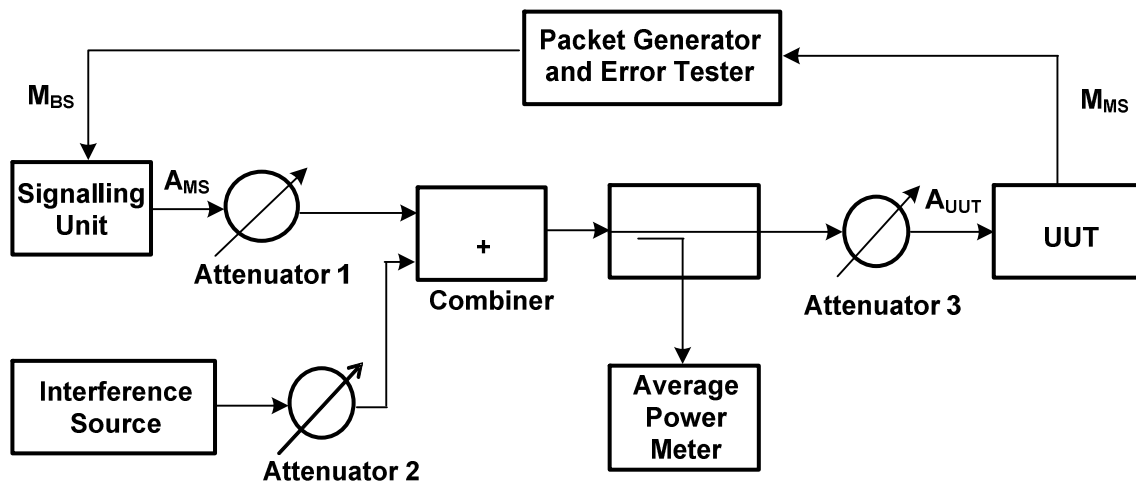 Packet Generator
and Error Tester
M_BS
M_MS
Signalling
Unit
A_MS
Attenuator 1
+
Combiner
A_UUT
UUT
Attenuator 3
Interference
Source
Attenuator 2
Average
Power
Meter